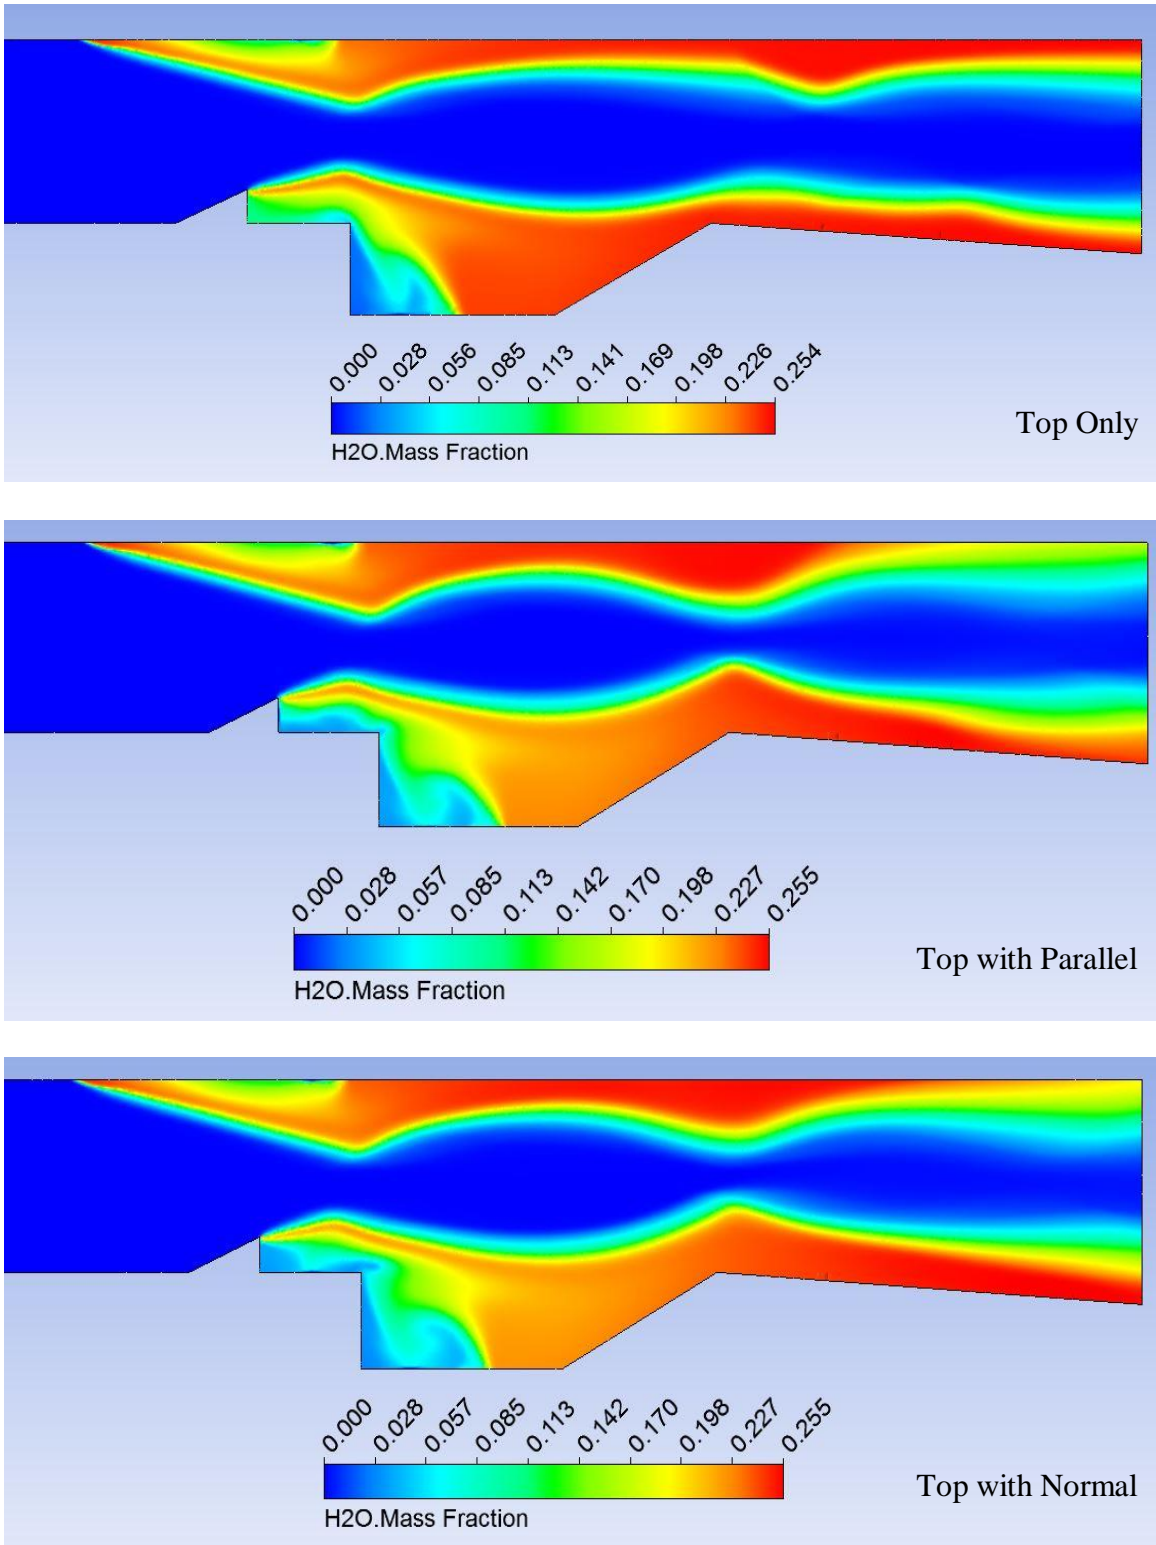 0.000 0.028 0.056 0.085 0.113 0.141 0.169 0.198 0.226 0.254
H2O.Mass Fraction
Top Only
0.000 0.028 0.057 0.085 0.113 0.142 0.170 0.198 0.227 0.255
H2O.Mass Fraction
Top with Parallel
0.000 0.028 0.057 0.085 0.113 0.142 0.170 0.198 0.227 0.255
H2O.Mass Fraction
Top with Normal